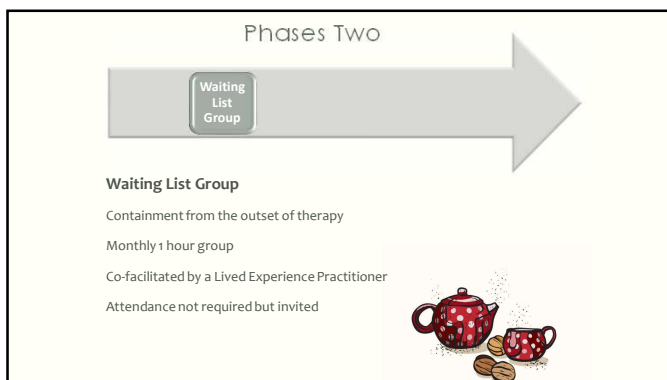 Phases Two
Waiting
List
Group
Waiting List Group
Containment from the outset of therapy
Monthly 1 hour group
Co-facilitated by a Lived Experience Practitioner
Attendance not required but invited